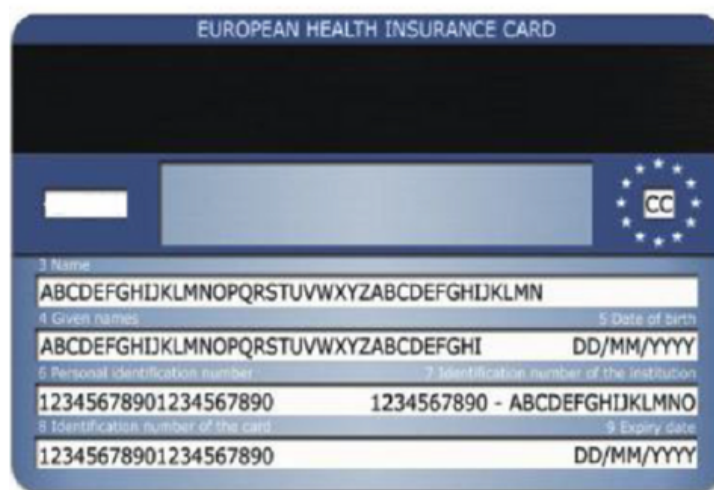 EUROPEAN HEALTH INSURANCE CARD
CC
3 Name
ABCDEFGHIJKLMNOPQRSTUVWXYZABCDEFGHIJKLMN
4 Given names 5 Date of birth
ABCDEFGHIJKLMNOPQRSTUVWXYZABCDEFGHI DD/MM/YYYY
6 Personal identification number 7 Identification number of the institution
12345678901234567890 1234567890 - ABCDEFGHIJKLMNO
8 Identification number of the card 9 Expiry date
12345678901234567890 DD/MM/YYYY